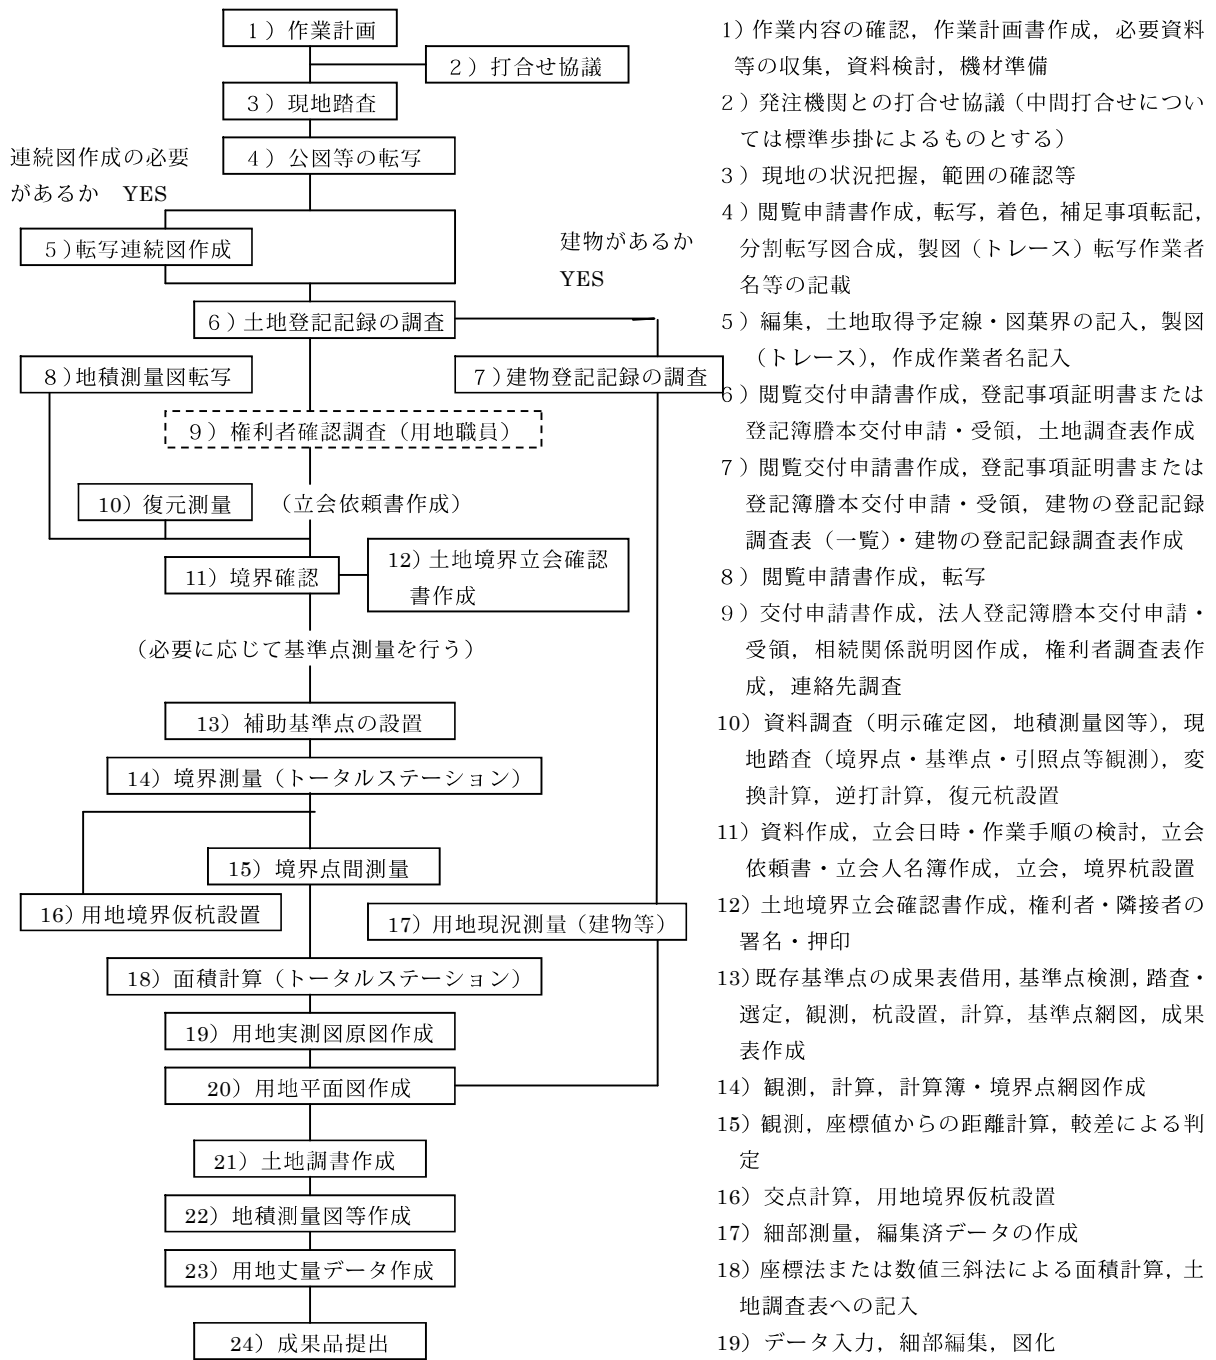 1）作業計画
2）打合せ協議
3）現地踏査
連続図作成の必要
があるか　YES
4）公図等の転写
5）転写連続図作成
建物があるか
YES
6）土地登記記録の調査
8）地積測量図転写
7）建物登記記録の調査
9）権利者確認調査（用地職員）
10）復元測量
（立会依頼書作成）
11）境界確認
12）土地境界立会確認
書作成
（必要に応じて基準点測量を行う）
13）補助基準点の設置
14）境界測量（トータルステーション）
15）境界点間測量
16）用地境界仮杭設置
17）用地現況測量（建物等）
18）面積計算（トータルステーション）
19）用地実測図原図作成
20）用地平面図作成
21）土地調書作成
22）地積測量図等作成
23）用地丈量データ作成
24）成果品提出
1）作業内容の確認，作業計画書作成，必要資料
等の収集，資料検討，機材準備
2）発注機関との打合せ協議（中間打合せについ
ては標準歩掛によるものとする）
3）現地の状況把握，範囲の確認等
4）閲覧申請書作成，転写，着色，補足事項転記，
分割転写図合成，製図（トレース）転写作業者
名等の記載
5）編集，土地取得予定線・図葉界の記入，製図
（トレース），作成作業者名記入
6）閲覧交付申請書作成，登記事項証明書または
登記簿謄本交付申請・受領，土地調査表作成
7）閲覧交付申請書作成，登記事項証明書または
登記簿謄本交付申請・受領，建物の登記記録
調査表（一覧）・建物の登記記録調査表作成
8）閲覧申請書作成，転写
9）交付申請書作成，法人登記簿謄本交付申請・
受領，相続関係説明図作成，権利者調査表作
成，連絡先調査
10）資料調査（明示確定図，地積測量図等），現
地踏査（境界点・基準点・引照点等観測），変
換計算，逆打計算，復元杭設置
11）資料作成，立会日時・作業手順の検討，立会
依頼書・立会人名簿作成，立会，境界杭設置
12）土地境界立会確認書作成，権利者・隣接者の
署名・押印
13）既存基準点の成果表借用，基準点検測，踏査・
選定，観測，杭設置，計算，基準点網図，成果
表作成
14）観測，計算，計算簿・境界点網図作成
15）観測，座標値からの距離計算，較差による判
定
16）交点計算，用地境界仮杭設置
17）細部測量，編集済データの作成
18）座標法または数値三斜法による面積計算，土
地調査表への記入
19）データ入力，細部編集，図化